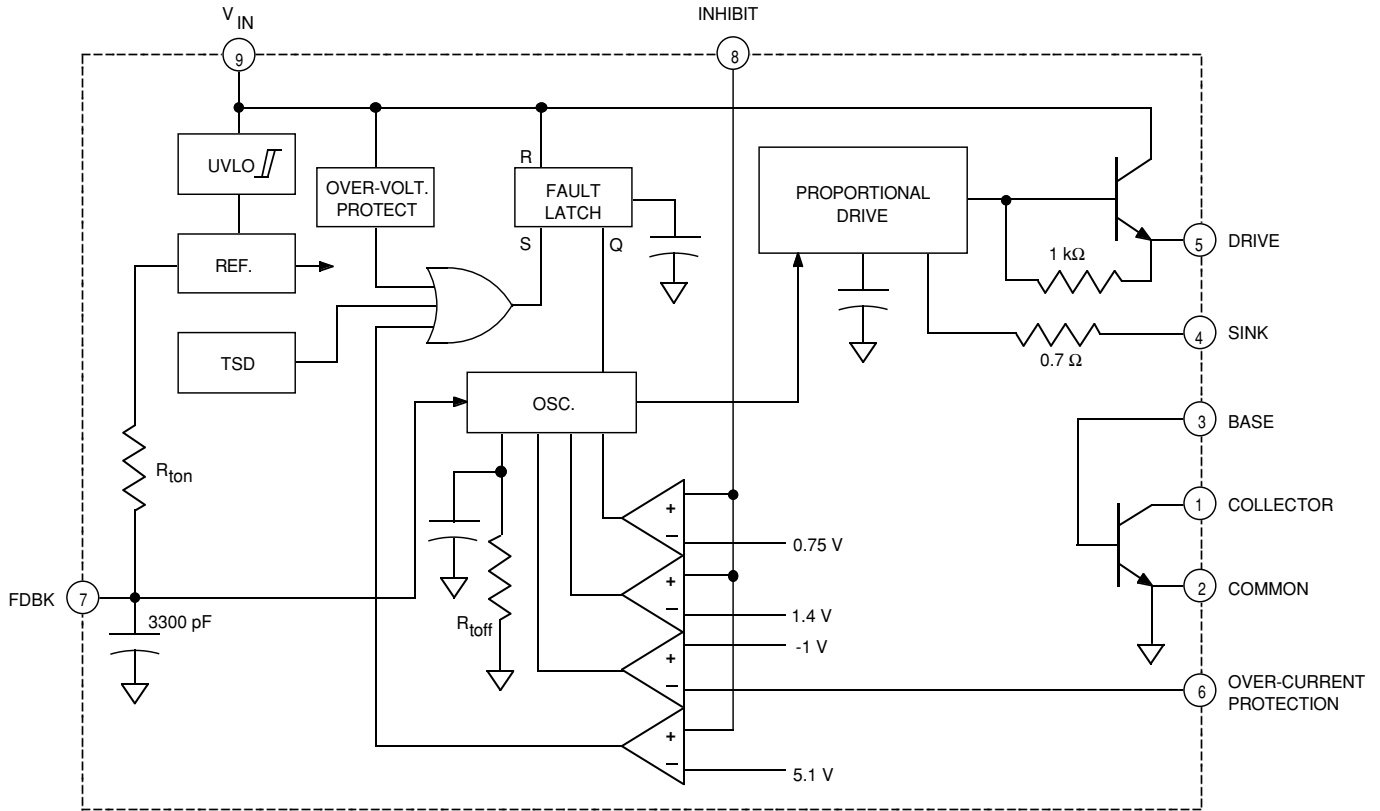 V IN
INHIBIT
9
8
UVLO
OVER-VOLT.
PROTECT
R
FAULT
LATCH
S
Q
PROPORTIONAL
DRIVE
1 kΩ
5
DRIVE
REF.
TSD
0.7 Ω
4
SINK
OSC.
3
BASE
Rton
+
−
0.75 V
1
COLLECTOR
FDBK
7
3300 pF
Rtoff
+
−
1.4 V
2
COMMON
-1 V
+
−
6
OVER-CURRENT
PROTECTION
+
−
5.1 V